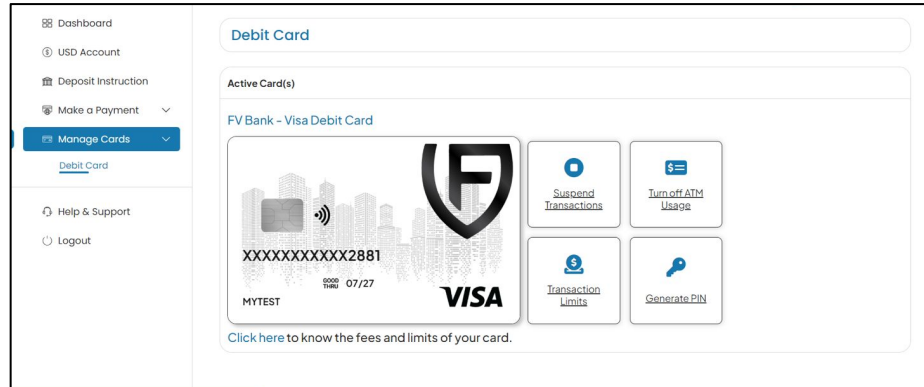 Dashboard
USD Account
Deposit Instruction
Make a Payment
Manage Cards
Debit Card
Help & Support
Logout
Debit Card
Active Card(s)
FV Bank - Visa Debit Card
XXXXXXXXXXXX2881
GOOD
THRU 07/27
MYTEST
VISA
Suspend
Transactions
Turn off ATM
Usage
Transaction
Limits
Generate PIN
Click here to know the fees and limits of your card.